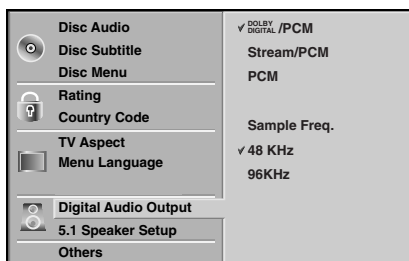 Disc Audio
Disc Subtitle
Disc Menu
Rating
Country Code
TV Aspect
Menu Language
Digital Audio Output
5.1 Speaker Setup
Others
✓ DOLBY DIGITAL /PCM
Stream/PCM
PCM
Sample Freq.
✓ 48 KHz
96KHz